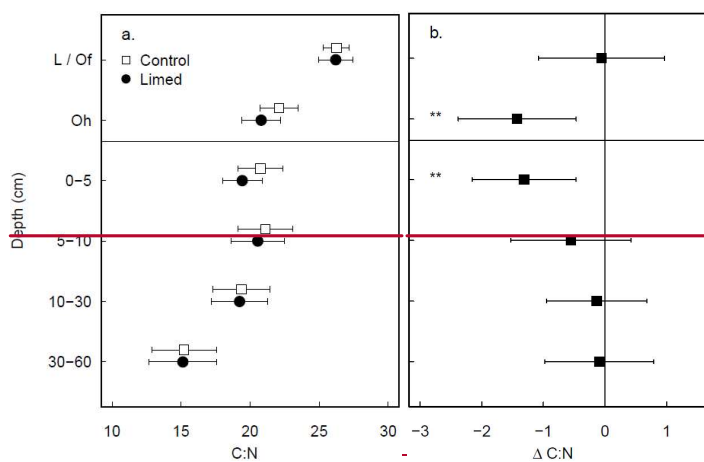 a.
Control
Limed
b.
L / Of
Oh
**
0−5
**
5−10
10−30
30−60
Depth (cm)
10 15 20 25 30
C:N
−3 −2 −1 0 1
Δ C:N